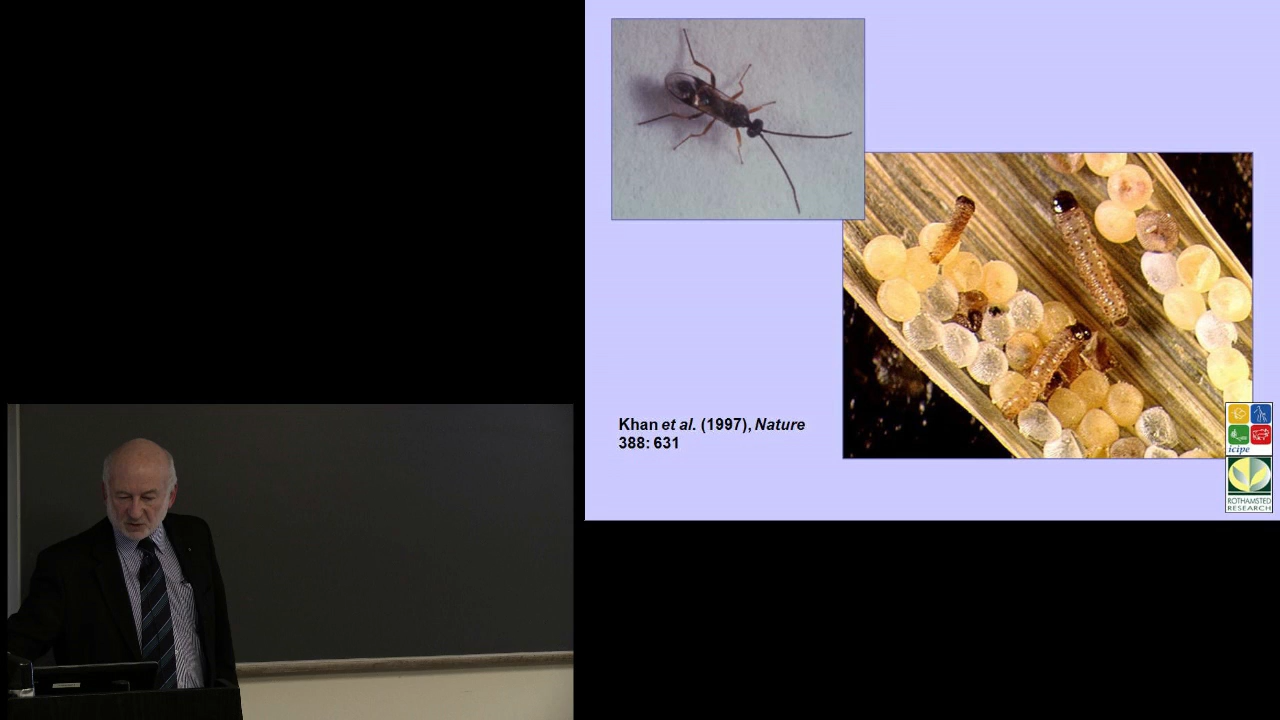 Khan et al. (1997), Nature
388: 631
icipe
ROTHAMSTED
RESEARCH